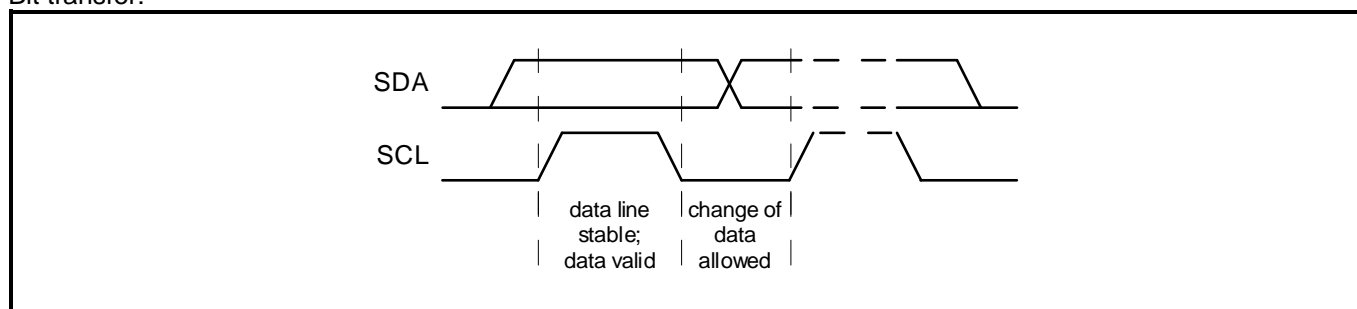 Bit transfer:
SDA
SCL
data line
stable;
data valid
change of
data
allowed